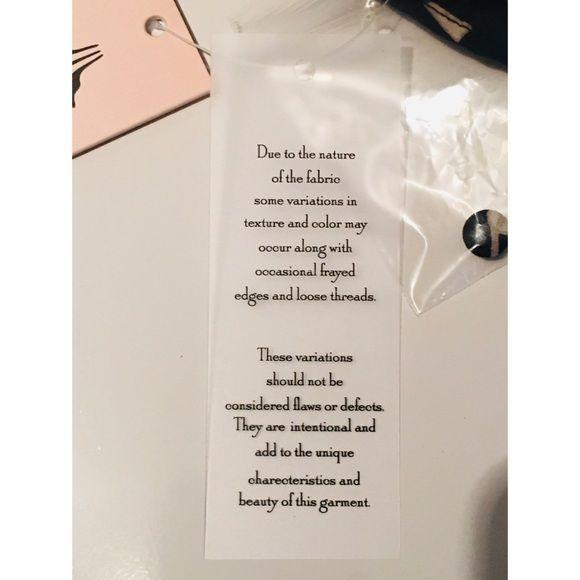 Due to the nature
of the fabric
some variations in
texture and color may
occur along with
occasional frayed
edges and loose threads.
These variations
should not be
considered flaws or defects.
They are intentional and
add to the unique
charecteristics and
beauty of this garment.